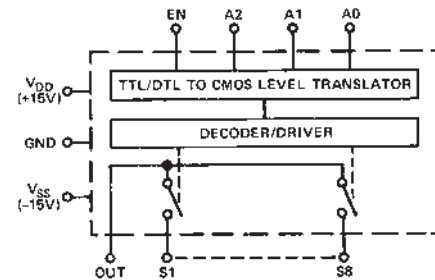 EN A2 A1 A0
VDD
(+15V)
TTL/DTL TO CMOS LEVEL TRANSLATOR
GND
DECODER/DRIVER
VSS
(−15V)
OUT S1 S8